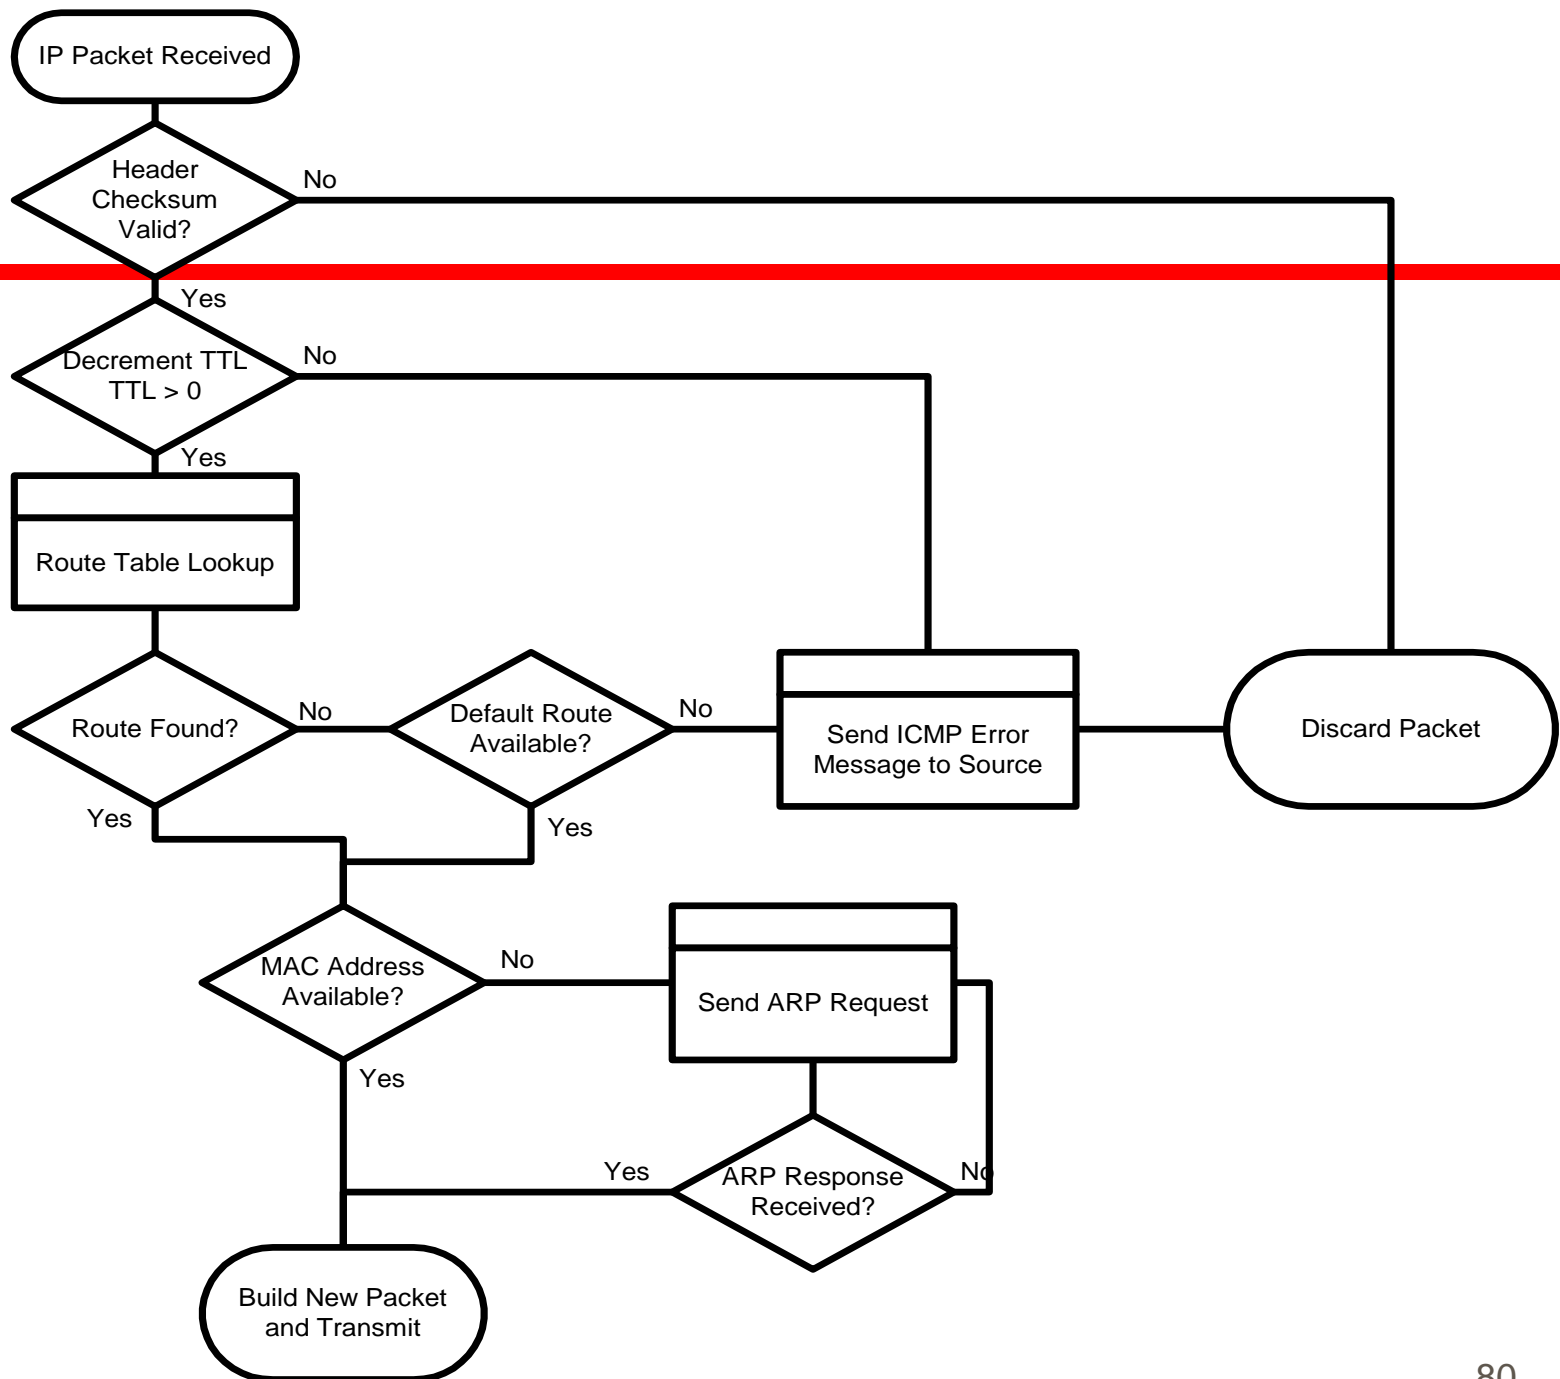 IP Packet Received
Header
Checksum
Valid?
No
Yes
Decrement TTL
TTL > 0
No
Yes
Route Table Lookup
Route Found?
No
Default Route
Available?
No
Send ICMP Error
Message to Source
Discard Packet
Yes
Yes
MAC Address
Available?
No
Send ARP Request
Yes
Yes
ARP Response
Received?
No
Build New Packet
and Transmit
80